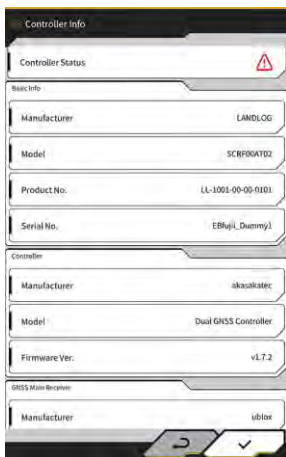 Controller Info
Controller Status
Basic Info
Manufacturer LANDLOG
Model SCRF00AT02
Product No. LL-1001-00-00-0101
Serial No. EBfujii_Dummy1
Controller
Manufacturer akasakatec
Model Dual GNSS Controller
Firmware Ver. v1.7.2
GNSS Main Receiver
Manufacturer ublox